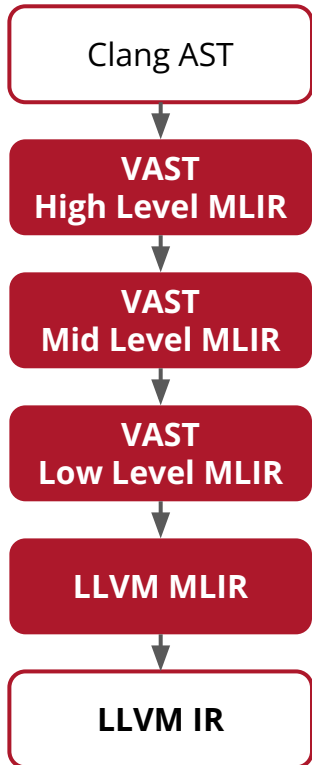 Clang AST
VAST
High Level MLIR
VAST
Mid Level MLIR
VAST
Low Level MLIR
LLVM MLIR
LLVM IR